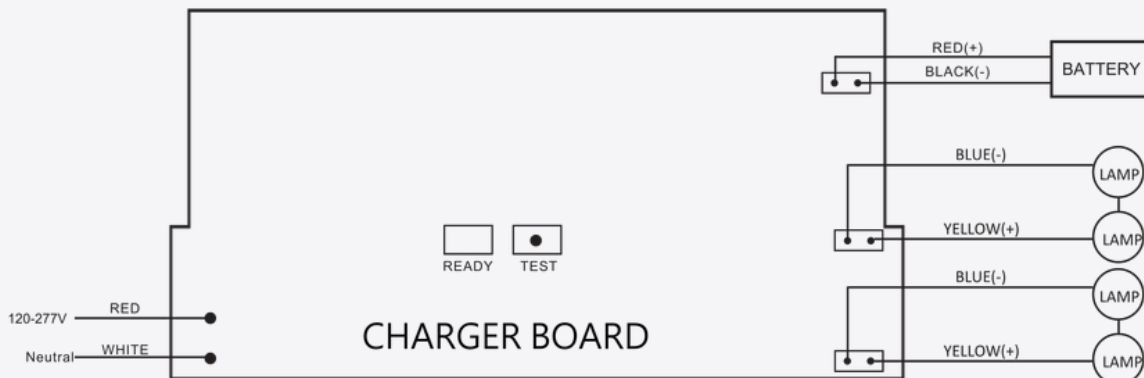 RED(+)
BLACK(-)
BATTERY
BLUE(-)
LAMP
YELLOW(+)
LAMP
READY
TEST
BLUE(-)
LAMP
120-277V
RED
CHARGER BOARD
Neutral
WHITE
YELLOW(+)
LAMP